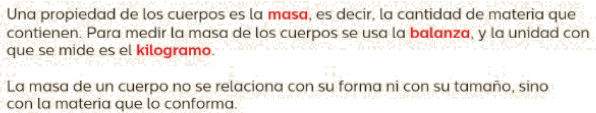 Una propiedad de los cuerpos es la masa, es decir, la cantidad de materia que
contienen. Para medir la masa de los cuerpos se usa la balanza, y la unidad con
que se mide es el kilogramo.
La masa de un cuerpo no se relaciona con su forma ni con su tamaño, sino
con la materia que lo conforma.